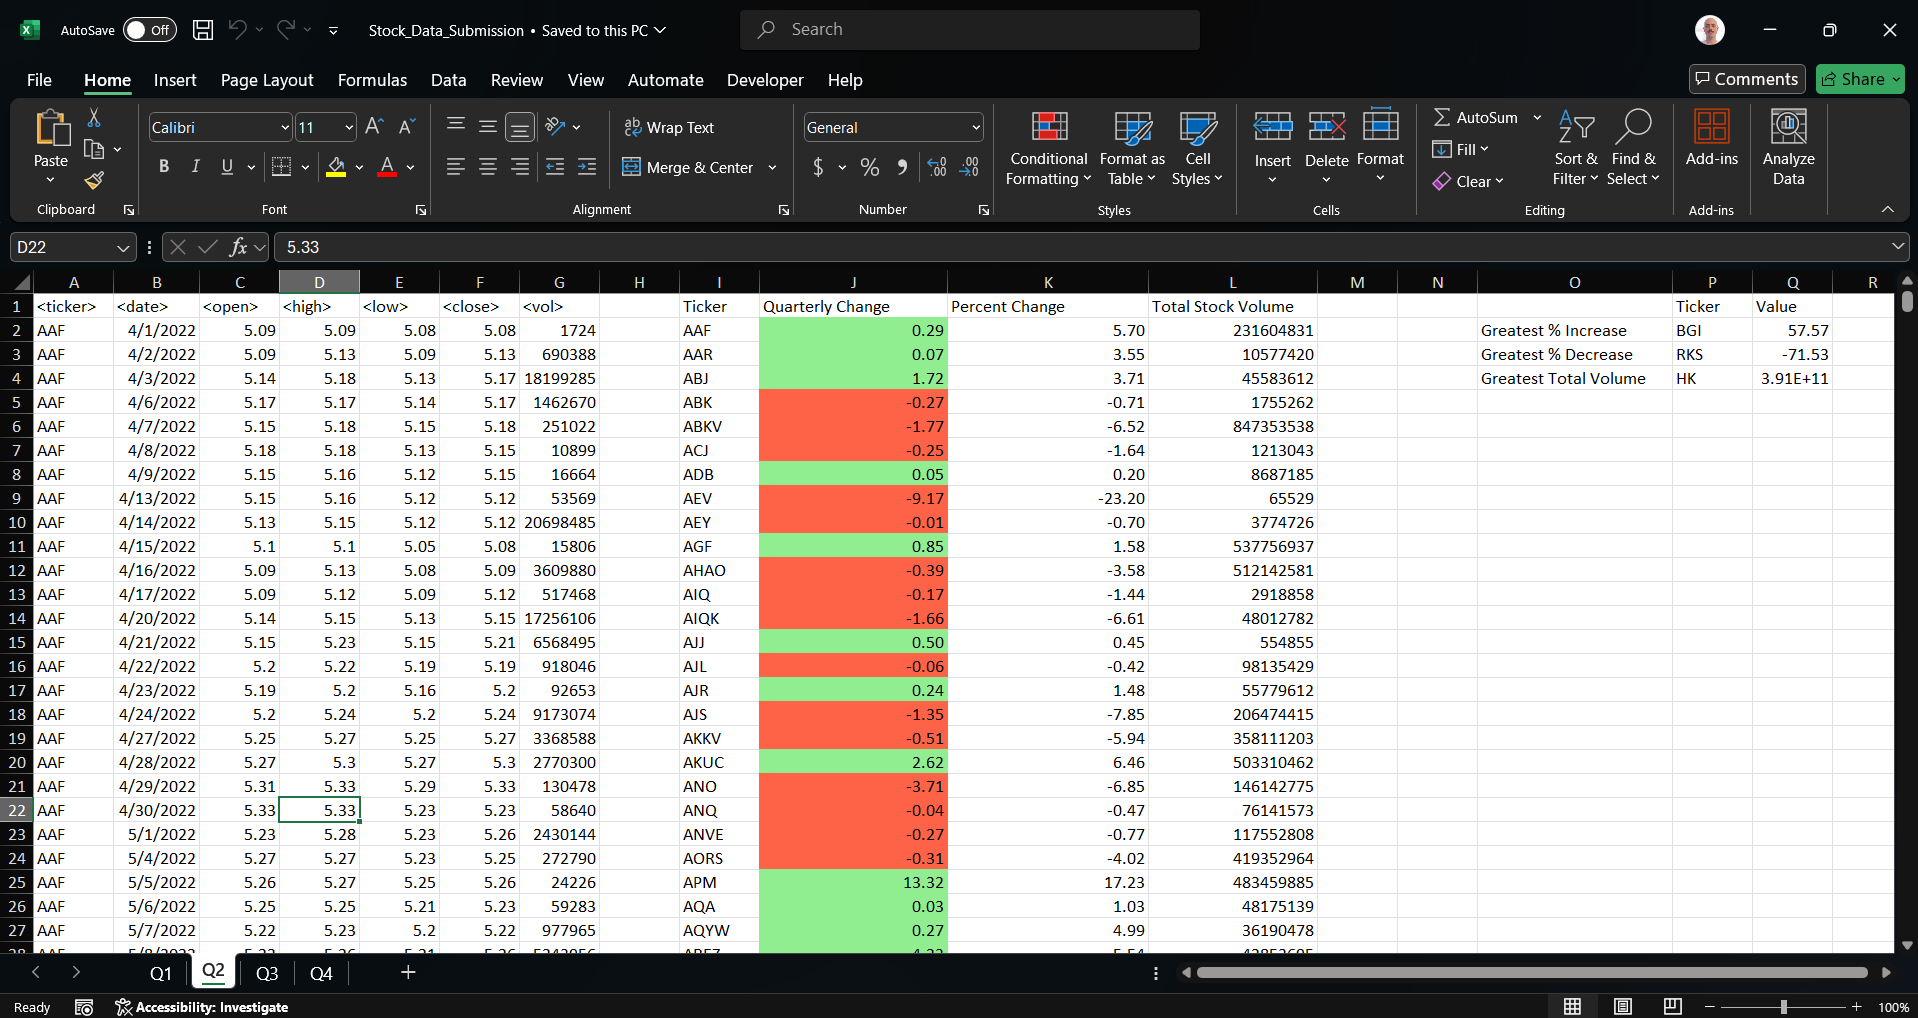 AutoSave Off Stock_Data_Submission • Saved to this PC Search
File Home Insert Page Layout Formulas Data Review View Automate Developer Help Comments Share
Paste Calibri 11 Wrap Text General Conditional Formatting Format as Table Cell Styles Insert Delete Format AutoSum Fill Clear Sort & Filter Find & Select Add-ins Analyze Data
B I U A Merge & Center $ % 9
Clipboard Font Alignment Number Styles Cells Editing Add-ins
D22 fx 5.33
A B C D E F G H I J K L M N O P Q R
1 <ticker> <date> <open> <high> <low> <close> <vol> Ticker Quarterly Change Percent Change Total Stock Volume Ticker Value
2 AAF 4/1/2022 5.09 5.09 5.08 5.08 1724 AAF 0.29 5.70 231604831 Greatest % Increase BGI 57.57
3 AAF 4/2/2022 5.09 5.13 5.09 5.13 690388 AAR 0.07 3.55 10577420 Greatest % Decrease RKS -71.53
4 AAF 4/3/2022 5.14 5.18 5.13 5.17 18199285 ABJ 1.72 3.71 45583612 Greatest Total Volume HK 3.91E+11
5 AAF 4/6/2022 5.17 5.17 5.14 5.17 1462670 ABK -0.27 -0.71 1755262
6 AAF 4/7/2022 5.15 5.18 5.15 5.18 251022 ABKV -1.77 -6.52 847353538
7 AAF 4/8/2022 5.18 5.18 5.13 5.15 10899 ACJ -0.25 -1.64 1213043
8 AAF 4/9/2022 5.15 5.16 5.12 5.15 16664 ADB 0.05 0.20 8687185
9 AAF 4/13/2022 5.15 5.16 5.12 5.12 53569 AEV -9.17 -23.20 65529
10 AAF 4/14/2022 5.13 5.15 5.12 5.12 20698485 AEY -0.01 -0.70 3774726
11 AAF 4/15/2022 5.1 5.1 5.05 5.08 15806 AGF 0.85 1.58 537756937
12 AAF 4/16/2022 5.09 5.13 5.08 5.09 3609880 AHAO -0.39 -3.58 512142581
13 AAF 4/17/2022 5.09 5.12 5.09 5.12 517468 AIQ -0.17 -1.44 2918858
14 AAF 4/20/2022 5.14 5.15 5.13 5.15 17256106 AIQK -1.66 -6.61 48012782
15 AAF 4/21/2022 5.15 5.23 5.15 5.21 6568495 AJJ 0.50 0.45 554855
16 AAF 4/22/2022 5.2 5.22 5.19 5.19 918046 AJL -0.06 -0.42 98135429
17 AAF 4/23/2022 5.19 5.2 5.16 5.2 92653 AJR 0.24 1.48 55779612
18 AAF 4/24/2022 5.2 5.24 5.2 5.24 9173074 AJS -1.35 -7.85 206474415
19 AAF 4/27/2022 5.25 5.27 5.25 5.27 3368588 AKKV -0.51 -5.94 358111203
20 AAF 4/28/2022 5.27 5.3 5.27 5.3 2770300 AKUC 2.62 6.46 503310462
21 AAF 4/29/2022 5.31 5.33 5.29 5.33 130478 ANO -3.71 -6.85 146142775
22 AAF 4/30/2022 5.33 5.33 5.23 5.23 58640 ANQ -0.04 -0.47 76141573
23 AAF 5/1/2022 5.23 5.28 5.23 5.26 2430144 ANVE -0.27 -0.77 117552808
24 AAF 5/4/2022 5.27 5.27 5.23 5.25 272790 AORS -0.31 -4.02 419352964
25 AAF 5/5/2022 5.26 5.27 5.25 5.26 24226 APM 13.32 17.23 483459885
26 AAF 5/6/2022 5.25 5.25 5.21 5.23 59283 AQA 0.03 1.03 48175139
27 AAF 5/7/2022 5.22 5.23 5.2 5.22 977965 AQYW 0.27 4.99 36190478
Q1 Q2 Q3 Q4
Ready Accessibility: Investigate 100%